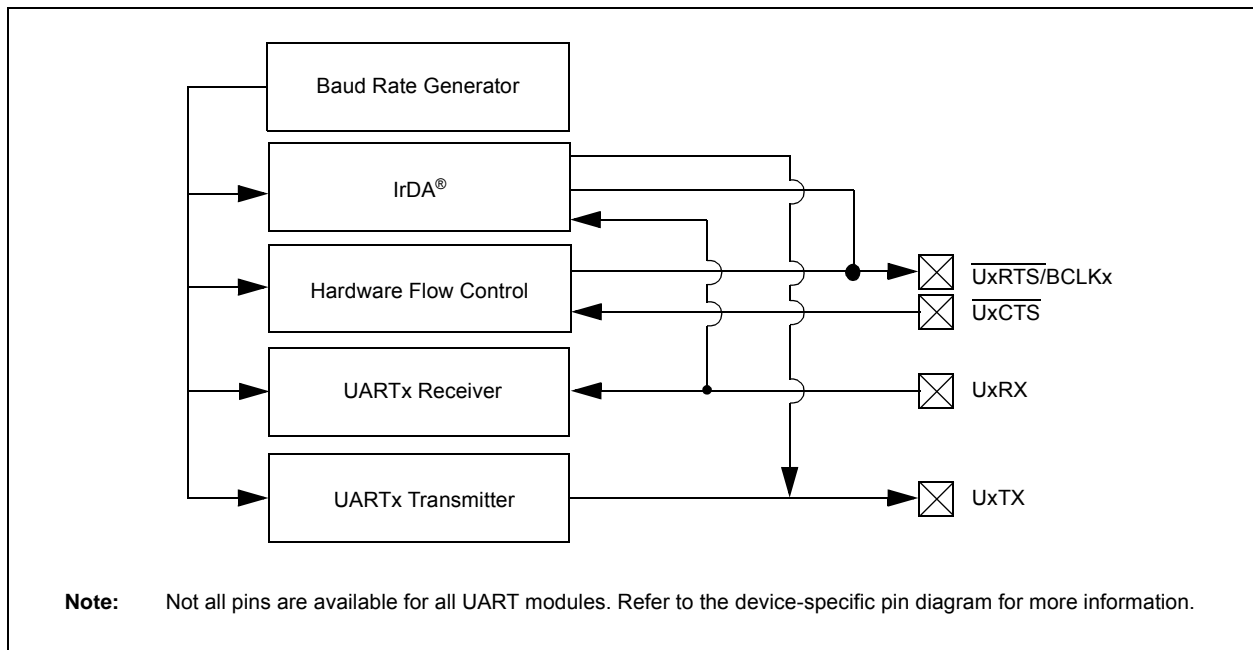 Baud Rate Generator
IrDA®
Hardware Flow Control
UxRTS/BCLKx
UxCTS
UARTx Receiver
UxRX
UARTx Transmitter
UxTX
Note: Not all pins are available for all UART modules. Refer to the device-specific pin diagram for more information.